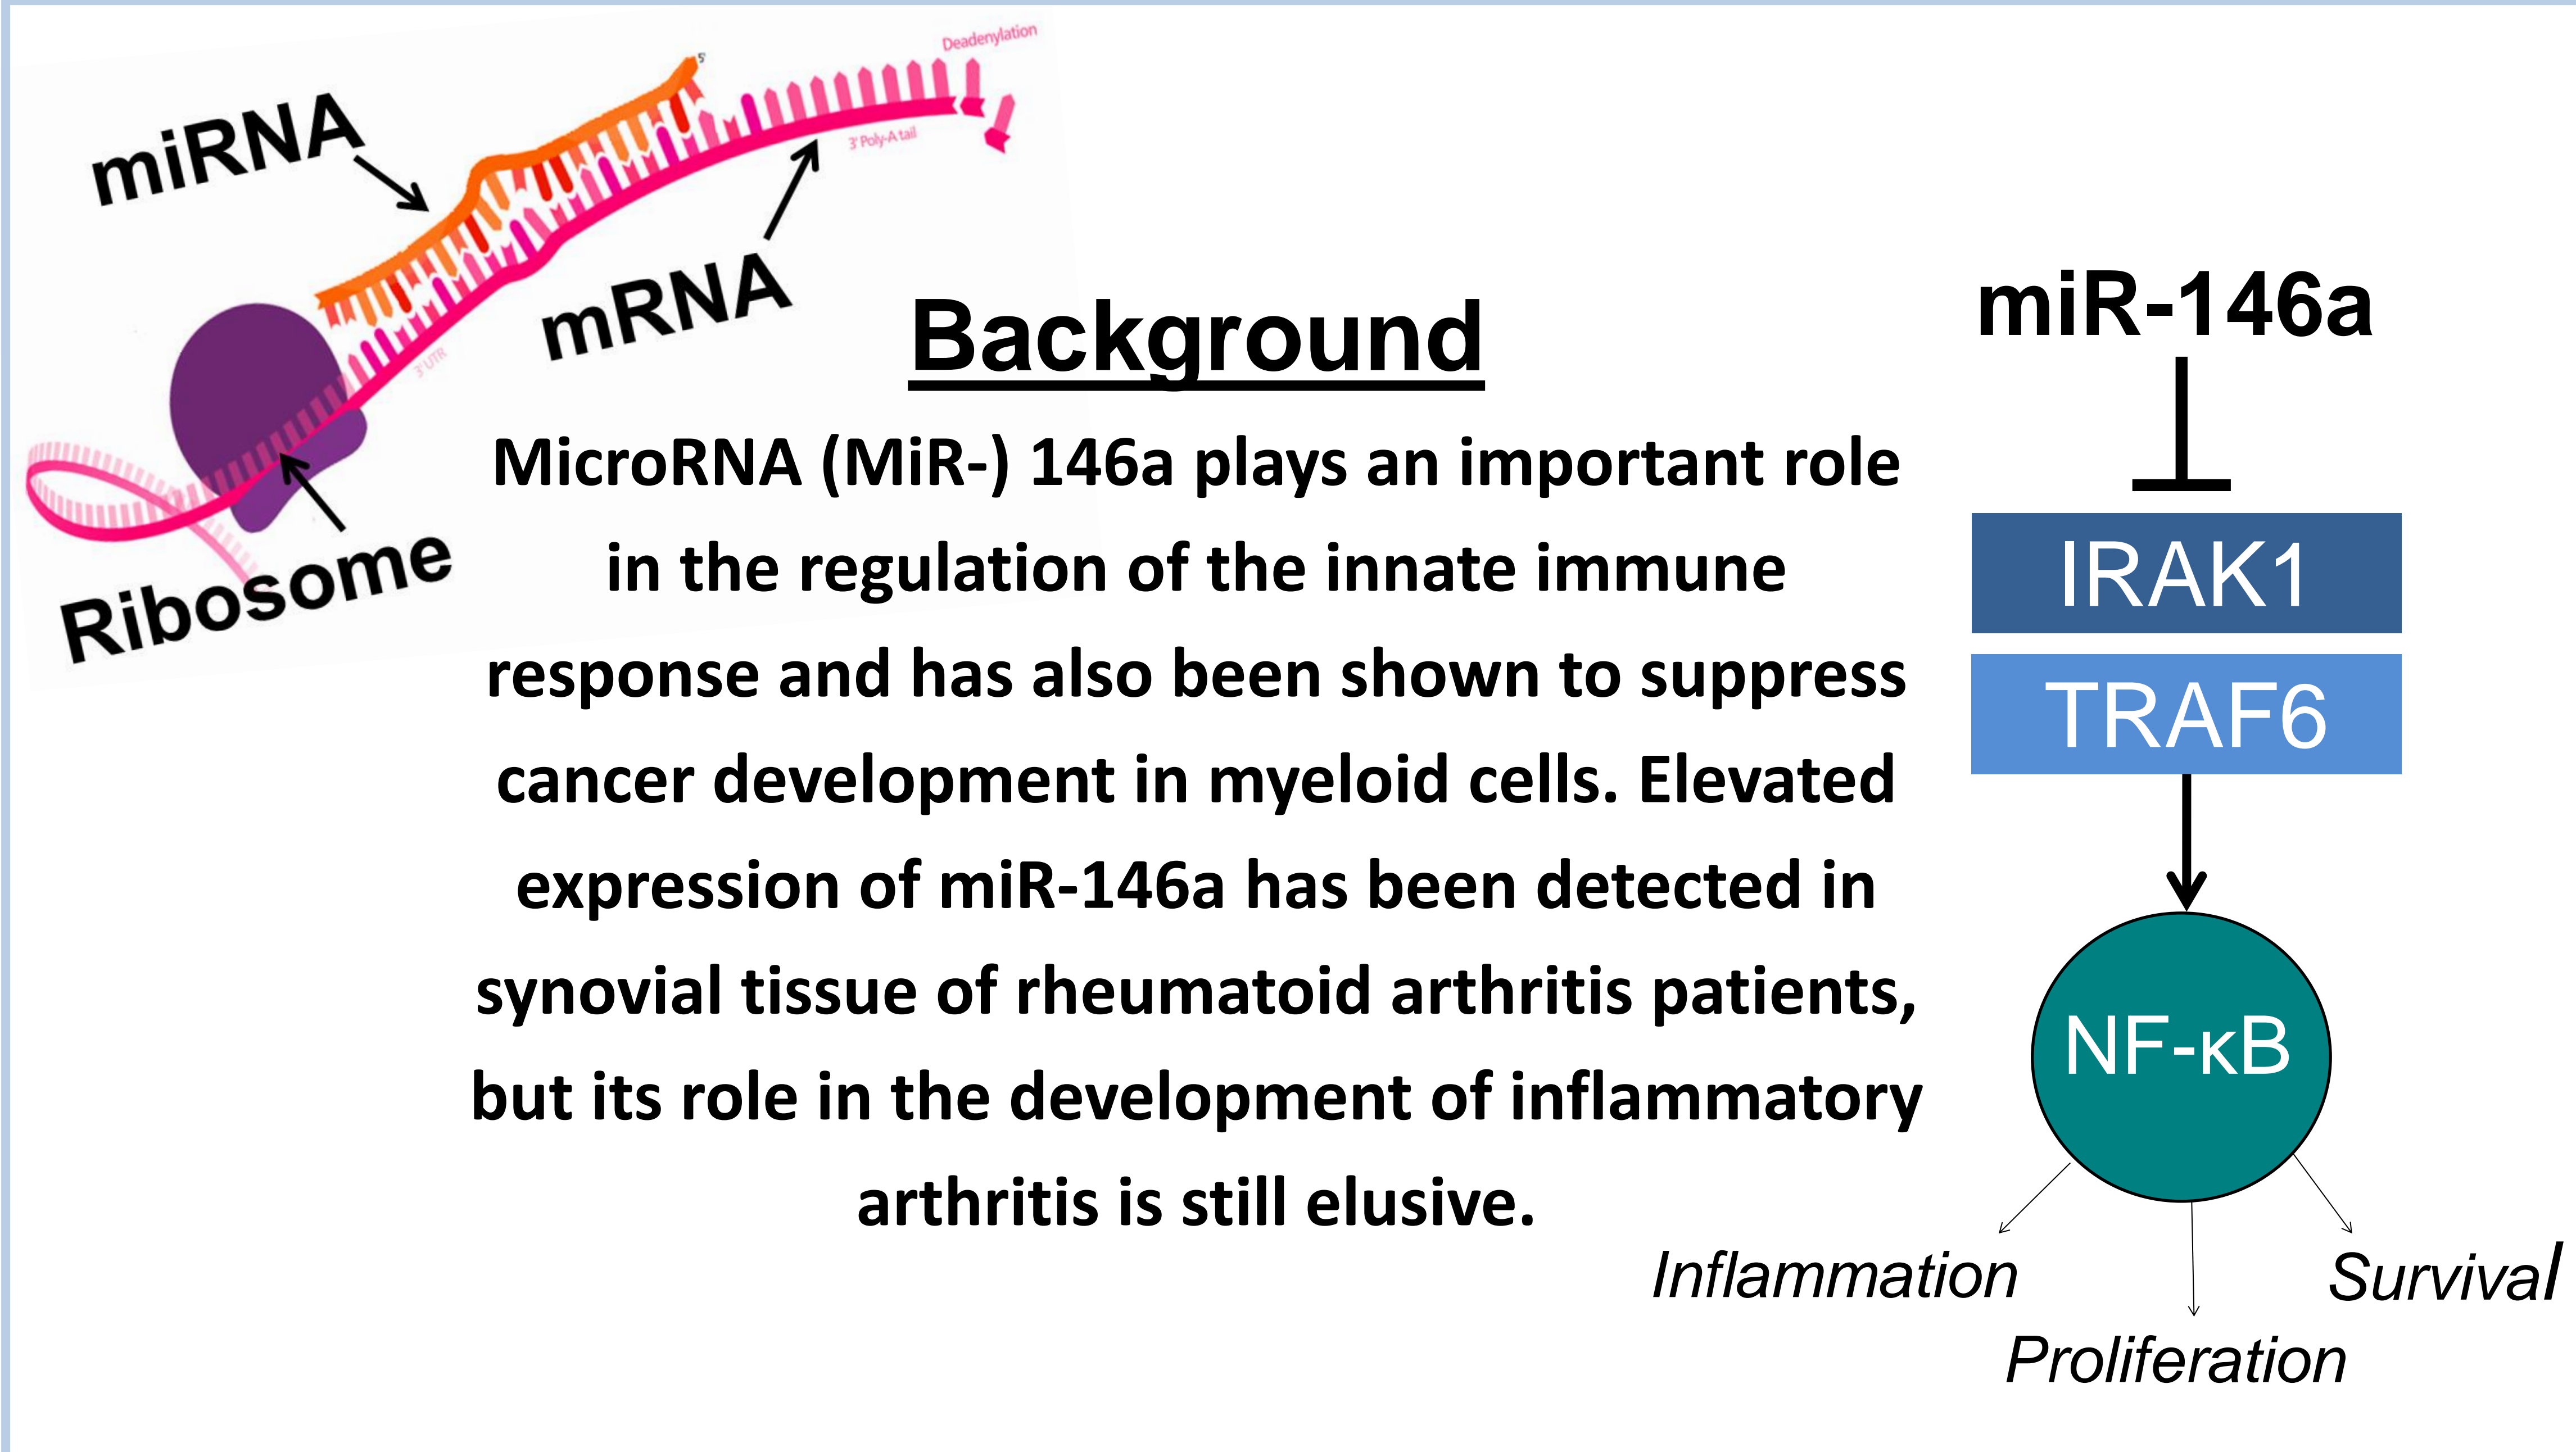 Deadenylation
5'
miRNA
3' Poly-A tail
mRNA
3' UTR
Ribosome
Background
MicroRNA (MiR-) 146a plays an important role
in the regulation of the innate immune
response and has also been shown to suppress
cancer development in myeloid cells. Elevated
expression of miR-146a has been detected in
synovial tissue of rheumatoid arthritis patients,
but its role in the development of inflammatory
arthritis is still elusive.
miR-146a
IRAK1
TRAF6
NF-κB
Inflammation
Survival
Proliferation